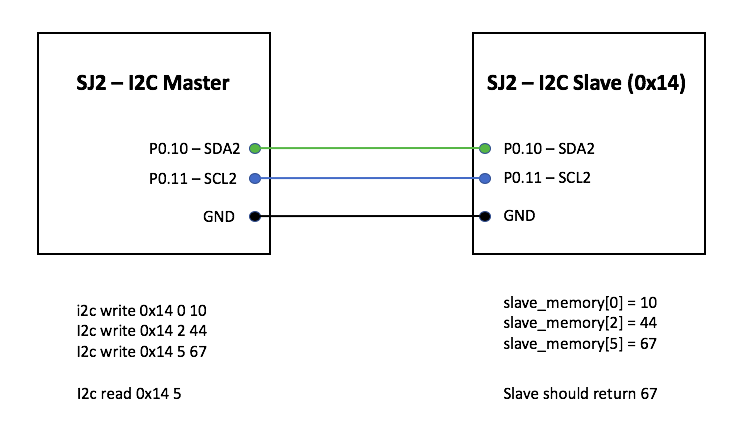 SJ2 – I2C Master
P0.10 – SDA2
P0.11 – SCL2
GND
SJ2 – I2C Slave (0x14)
P0.10 – SDA2
P0.11 – SCL2
GND
i2c write 0x14 0 10
I2c write 0x14 2 44
I2c write 0x14 5 67
I2c read 0x14 5
slave_memory[0] = 10
slave_memory[2] = 44
slave_memory[5] = 67
Slave should return 67